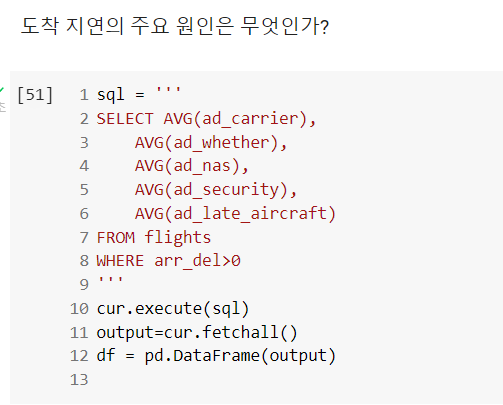 도착 지연의 주요 원인은 무엇인가?
[51] 1 sql = '''
초
2 SELECT AVG(ad_carrier),
3 AVG(ad_whether),
4 AVG(ad_nas),
5 AVG(ad_security),
6 AVG(ad_late_aircraft)
7 FROM flights
8 WHERE arr_del>0
9 '''
10 cur.execute(sql)
11 output=cur.fetchall()
12 df = pd.DataFrame(output)
13